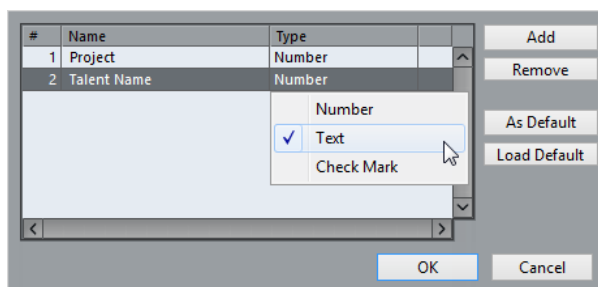 # Name Type
1 Project Number
2 Talent Name Number
Number
Text
Check Mark
Add
Remove
As Default
Load Default
OK Cancel